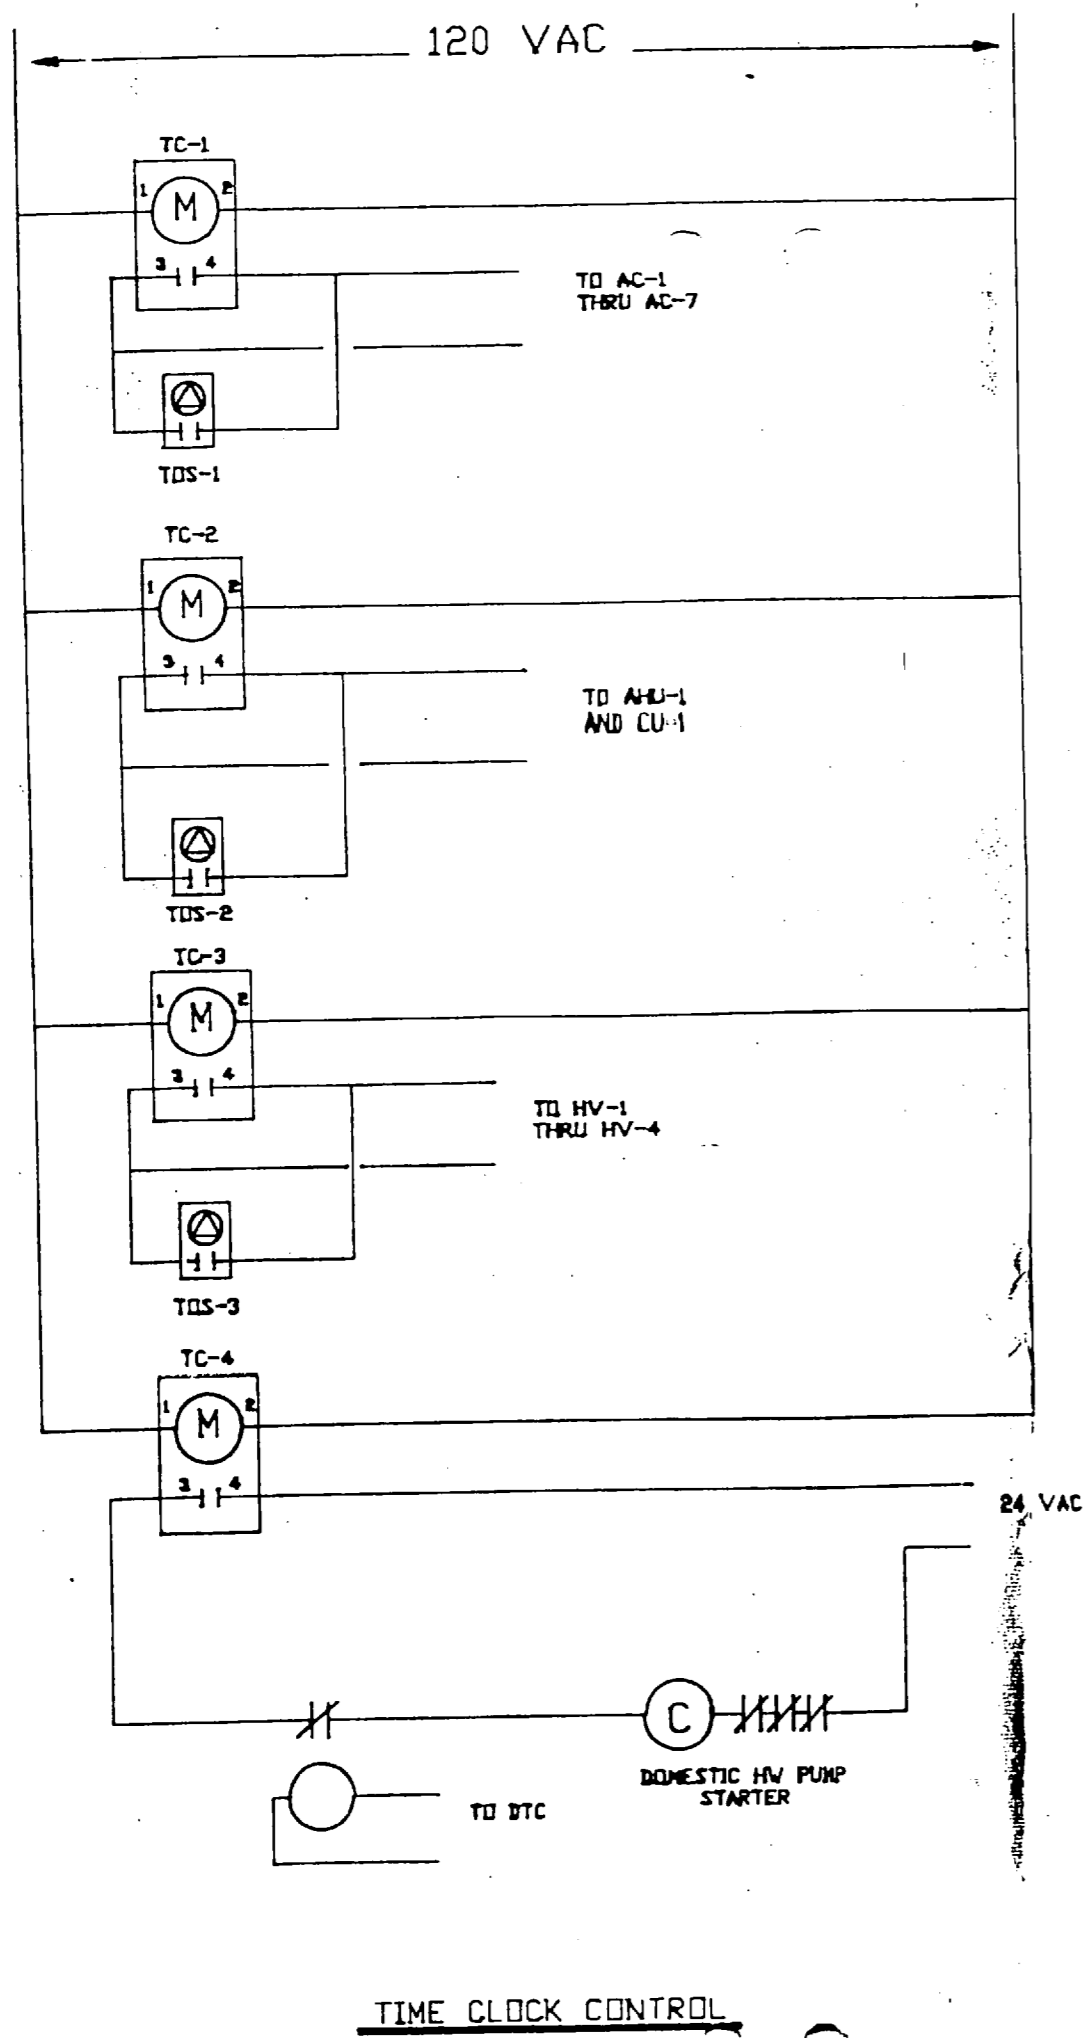 120 VAC
TC-1
1 M 2
3 4
TO AC-1
THRU AC-7
TOS-1
TC-2
1 M 2
3 4
TO AHU-1
AND CU-1
TOS-2
TC-3
1 M 2
3 4
TO HV-1
THRU HV-4
TOS-3
TC-4
1 M 2
3 4
24 VAC
C
DOMESTIC HW PUMP
STARTER
TO DTC
TIME CLOCK CONTROL